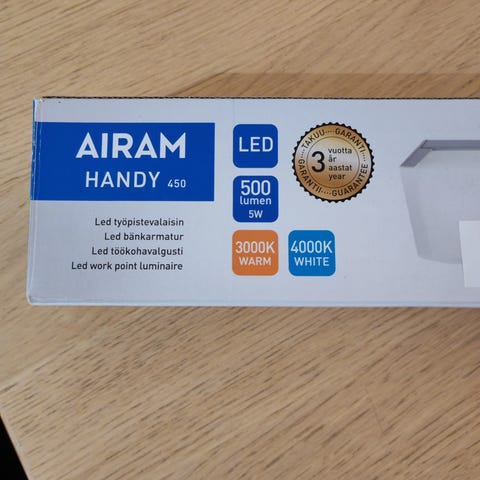 AIRAM
HANDY 450
Led työpistevalaisin
Led bänkarmatur
Led töökohavalgusti
Led work point luminaire
LED
500
lumen
5W
3000K
WARM
4000K
WHITE
TAKUU GARANTI
3 vuotta
år
aastat
year
GARANTII GUARANTEE